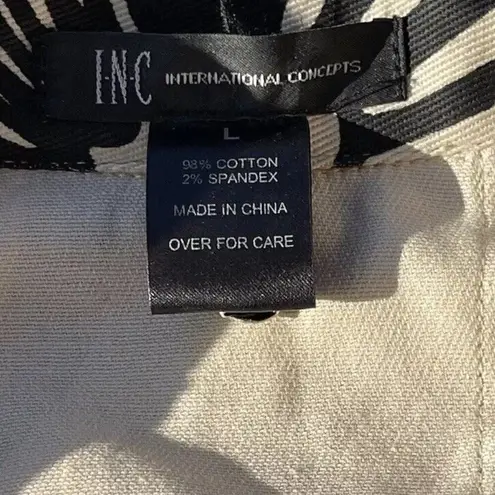 I·N·C INTERNATIONAL CONCEPTS
L
98% COTTON
2% SPANDEX
MADE IN CHINA
OVER FOR CARE